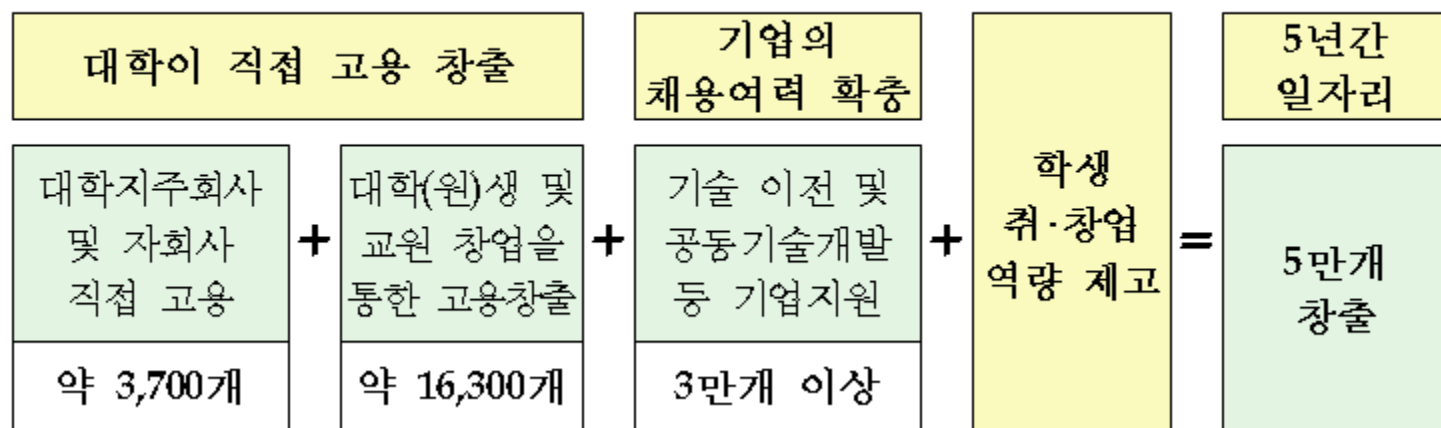 대학이 직접 고용 창출
기업의
채용여력 확충
5년간
일자리
대학지주회사
및 자회사
직접 고용
약 3,700개
+
대학(원)생 및
교원 창업을
통한 고용창출
약 16,300개
+
기술 이전 및
공동기술개발
등 기업지원
3만개 이상
+
학생
취·창업
역량 제고
=
5만개
창출